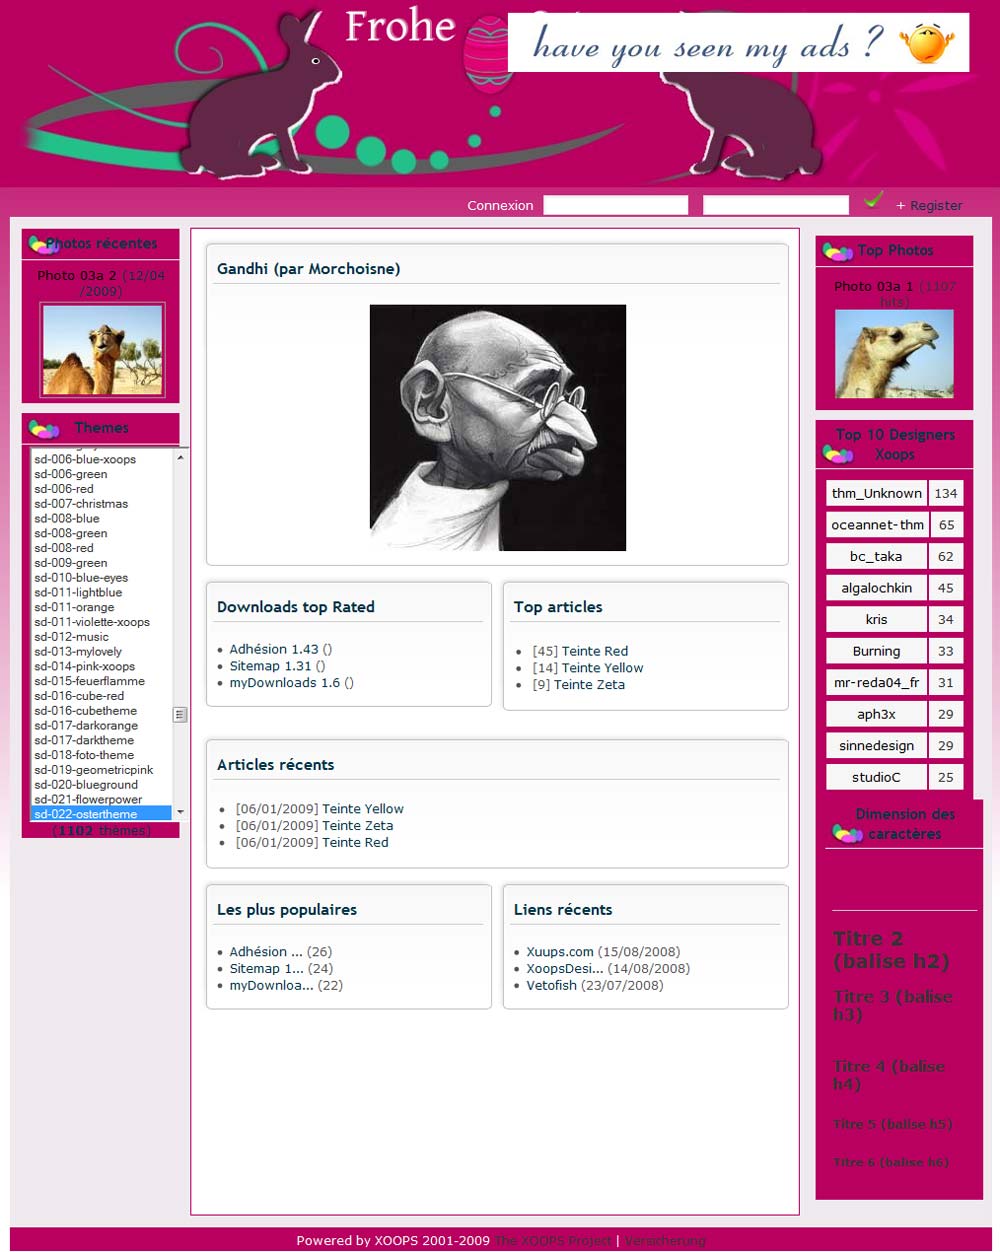 Frohe
have you seen my ads ?
Connexion
+ Register
Photos récentes
Photo 03a 2 (12/04
/2009)
Themes
sd-006-blue-xoops
sd-006-green
sd-006-red
sd-007-christmas
sd-008-blue
sd-008-green
sd-008-red
sd-009-green
sd-010-blue-eyes
sd-011-lightblue
sd-011-orange
sd-011-violette-xoops
sd-012-music
sd-013-mylovely
sd-014-pink-xoops
sd-015-feuerflamme
sd-016-cube-red
sd-016-cubetheme
sd-017-darkorange
sd-017-darktheme
sd-018-foto-theme
sd-019-geometricpink
sd-020-blueground
sd-021-flowerpower
sd-022-ostertheme
(1102 themes)
Gandhi (par Morchoisne)
Downloads top Rated
Adhésion 1.43 ()
Sitemap 1.31 ()
myDownloads 1.6 ()
Top articles
[45] Teinte Red
[14] Teinte Yellow
[9] Teinte Zeta
Articles récents
[06/01/2009] Teinte Yellow
[06/01/2009] Teinte Zeta
[06/01/2009] Teinte Red
Les plus populaires
Adhésion ... (26)
Sitemap 1... (24)
myDownloa... (22)
Liens récents
Xuups.com (15/08/2008)
XoopsDesi... (14/08/2008)
Vetofish (23/07/2008)
Top Photos
Photo 03a 1 (1107
hits)
Top 10 Designers
Xoops
thm_Unknown 134
oceannet-thm 65
bc_taka 62
algalochkin 45
kris 34
Burning 33
mr-reda04_fr 31
aph3x 29
sinnedesign 29
studioC 25
Dimension des
caractères
Titre 2
(balise h2)
Titre 3 (balise
h3)
Titre 4 (balise
h4)
Titre 5 (balise h5)
Titre 6 (balise h6)
Powered by XOOPS 2001-2009 The XOOPS Project | Versicherung